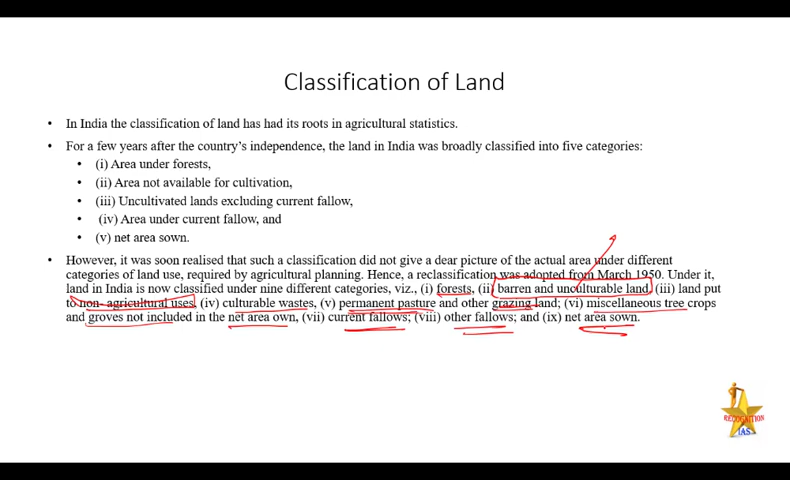 Classification of Land
• In India the classification of land has had its roots in agricultural statistics.
• For a few years after the country's independence, the land in India was broadly classified into five categories:
• (i) Area under forests,
• (ii) Area not available for cultivation,
• (iii) Uncultivated lands excluding current fallow,
• (iv) Area under current fallow, and
• (v) net area sown.
• However, it was soon realised that such a classification did not give a dear picture of the actual area under different
categories of land use, required by agricultural planning. Hence, a reclassification was adopted from March 1950. Under it,
land in India is now classified under nine different categories, viz., (i) forests, (ii) barren and unculturable land, (iii) land put
to non- agricultural uses, (iv) culturable wastes, (v) permanent pasture and other grazing land; (vi) miscellaneous tree crops
and groves not included in the net area own, (vii) current fallows; (viii) other fallows; and (ix) net area sown.
RECOGNITION
IAS